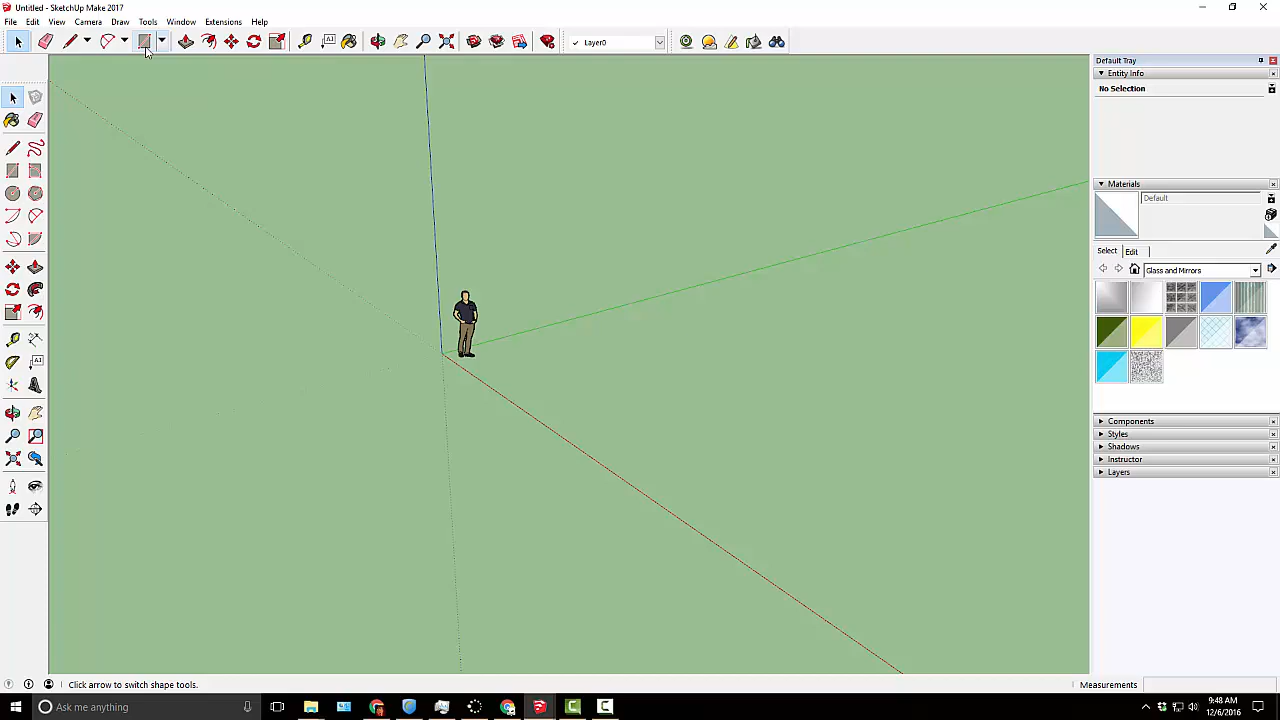 Untitled - SketchUp Make 2017
File Edit View Camera Draw Tools Window Extensions Help
Layer0
Default Tray
Entity Info
No Selection
Materials
Default
Select Edit
Glass and Mirrors
Components
Styles
Shadows
Instructor
Layers
Click arrow to switch shape tools.
Measurements
Ask me anything
9:48 AM
12/6/2016